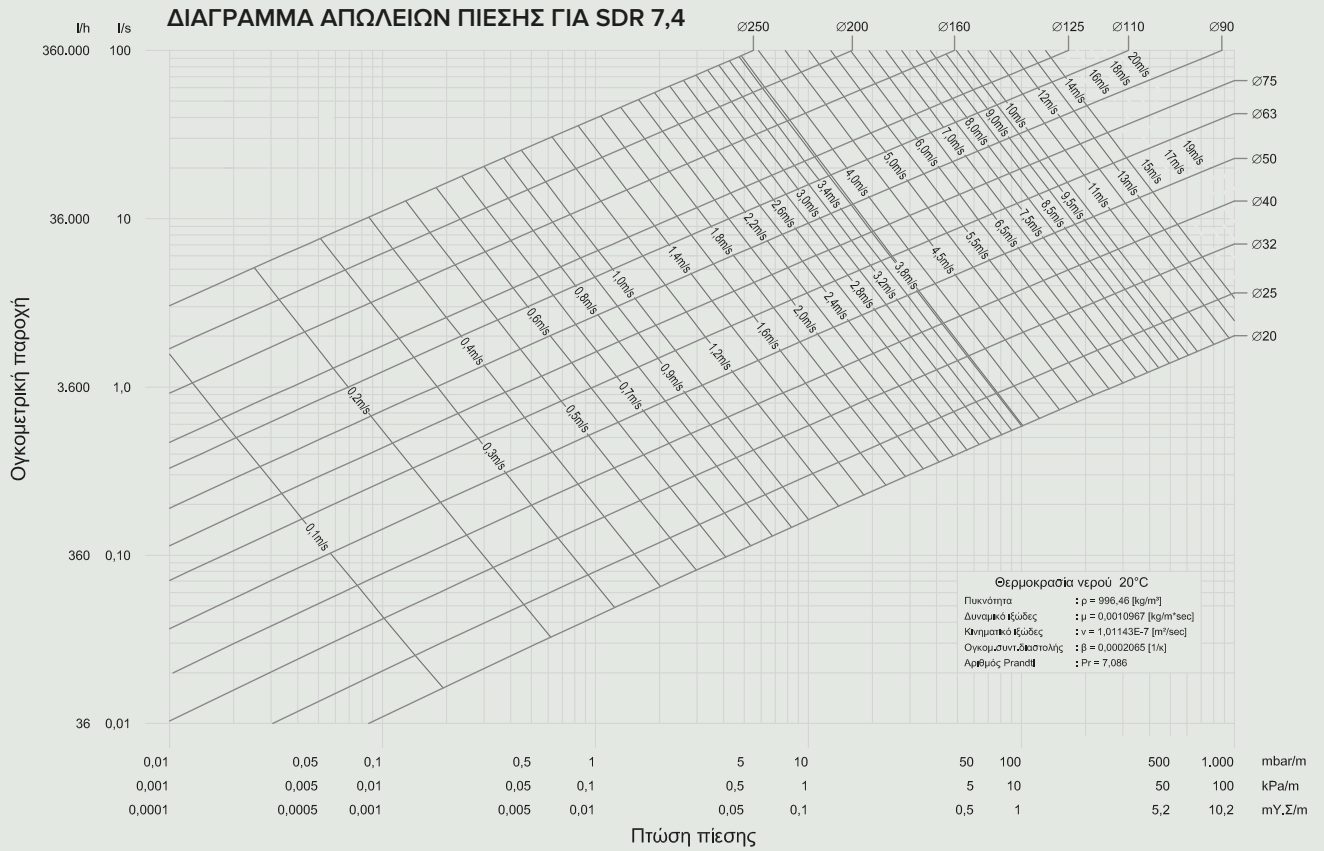 ΔΙΑΓΡΑΜΜΑ ΑΠΩΛΕΙΩΝ ΠΙΕΣΗΣ ΓΙΑ SDR 7,4
l/h l/s
∅250 ∅200 ∅160 ∅125 ∅110 ∅90
360.000 100
∅75
∅63
∅50
36.000 10
∅40
∅32
∅25
∅20
3.600 1,0
360 0,10
36 0,01
Ογκομετρική παροχή
20m/s
18m/s
16m/s
14m/s
12m/s
10m/s
9,0m/s
8,0m/s
7,0m/s
6,0m/s
5,0m/s
4,0m/s
3,4m/s
3,0m/s
2,6m/s
2,2m/s
1,8m/s
1,4m/s
1,0m/s
0,8m/s
0,6m/s
0,4m/s
0,2m/s
19m/s
17m/s
15m/s
13m/s
11m/s
9,5m/s
8,5m/s
7,5m/s
6,5m/s
5,5m/s
4,5m/s
3,8m/s
3,2m/s
2,8m/s
2,4m/s
2,0m/s
1,6m/s
1,2m/s
0,9m/s
0,7m/s
0,5m/s
0,3m/s
0,1m/s
Θερμοκρασία νερού 20°C
Πυκνότητα : ρ = 996,46 [kg/m³]
Δυναμικό ιξώδες : μ = 0,0010967 [kg/m*sec]
Κινηματικό ιξώδες : ν = 1,01143E-7 [m²/sec]
Ογκομ.συντ.διαστολής : β = 0,0002065 [1/κ]
Αριθμός Prandtl : Pr = 7,086
0,01 0,05 0,1 0,5 1 5 10 50 100 500 1.000 mbar/m
0,001 0,005 0,01 0,05 0,1 0,5 1 5 10 50 100 kPa/m
0,0001 0,0005 0,001 0,005 0,01 0,05 0,1 0,5 1 5,2 10,2 mΥ.Σ/m
Πτώση πίεσης